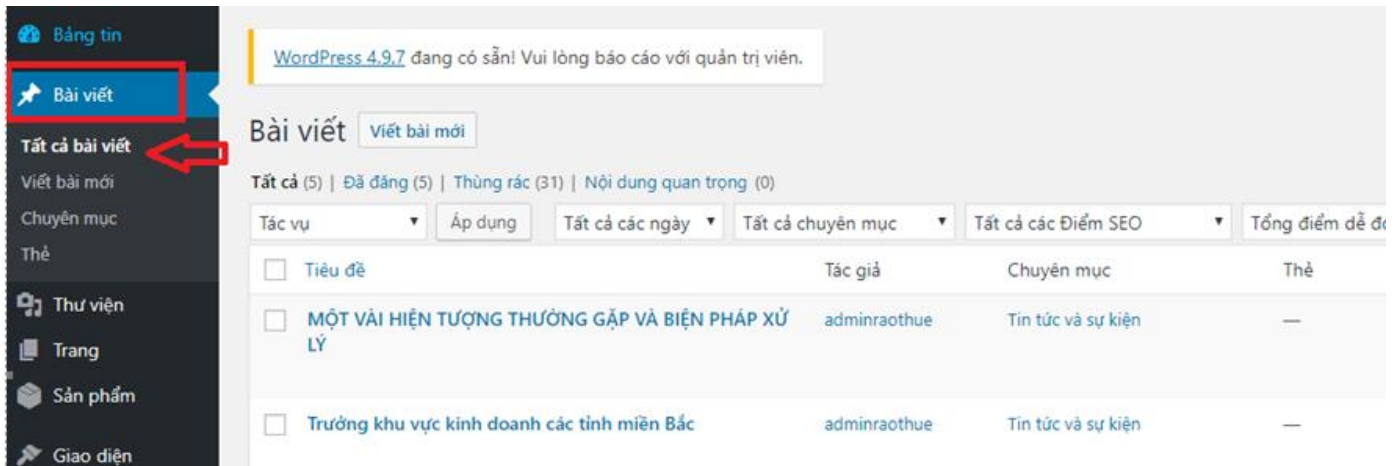 Bảng tin
Bài viết
Tất cả bài viết
Viết bài mới
Chuyên mục
Thẻ
Thư viện
Trang
Sản phẩm
Giao diện
WordPress 4.9.7 đang có sẵn! Vui lòng báo cáo với quản trị viên.
Bài viết Viết bài mới
Tất cả (5) | Đã đăng (5) | Thùng rác (31) | Nội dung quan trọng (0)
Tác vụ Áp dụng Tất cả các ngày Tất cả chuyên mục Tất cả các Điểm SEO Tổng điểm dễ
Tiêu đề Tác giả Chuyên mục Thẻ
MỘT VÀI HIỆN TƯỢNG THƯỜNG GẶP VÀ BIỆN PHÁP XỬ adminraothue Tin tức và sự kiện —
LÝ
Trưởng khu vực kinh doanh các tỉnh miền Bắc adminraothue Tin tức và sự kiện —